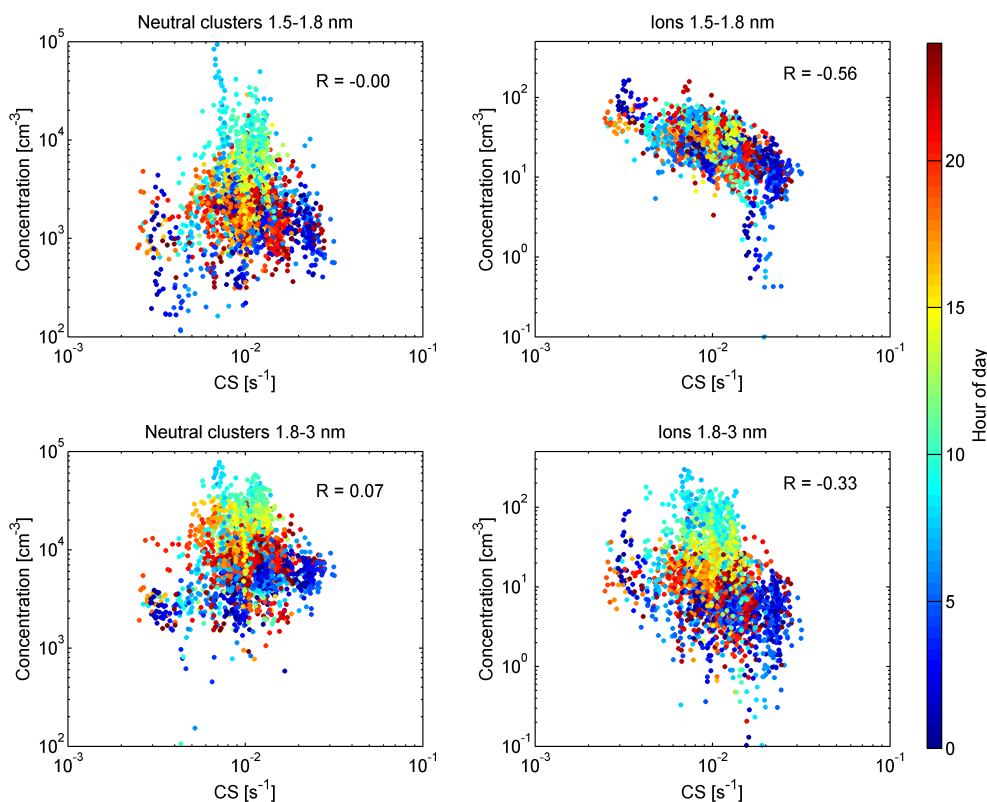 Neutral clusters 1.5-1.8 nm
10^5
10^4
10^3
10^2
Concentration [cm^-3]
R = -0.00
10^-3
10^-2
10^-1
CS [s^-1]
Ions 1.5-1.8 nm
10^2
10^1
10^0
10^-1
Concentration [cm^-3]
R = -0.56
10^-3
10^-2
10^-1
CS [s^-1]
Neutral clusters 1.8-3 nm
10^5
10^4
10^3
10^2
Concentration [cm^-3]
R = 0.07
10^-3
10^-2
10^-1
CS [s^-1]
Ions 1.8-3 nm
10^2
10^1
10^0
10^-1
Concentration [cm^-3]
R = -0.33
10^-3
10^-2
10^-1
CS [s^-1]
20
15
10
5
0
Hour of day